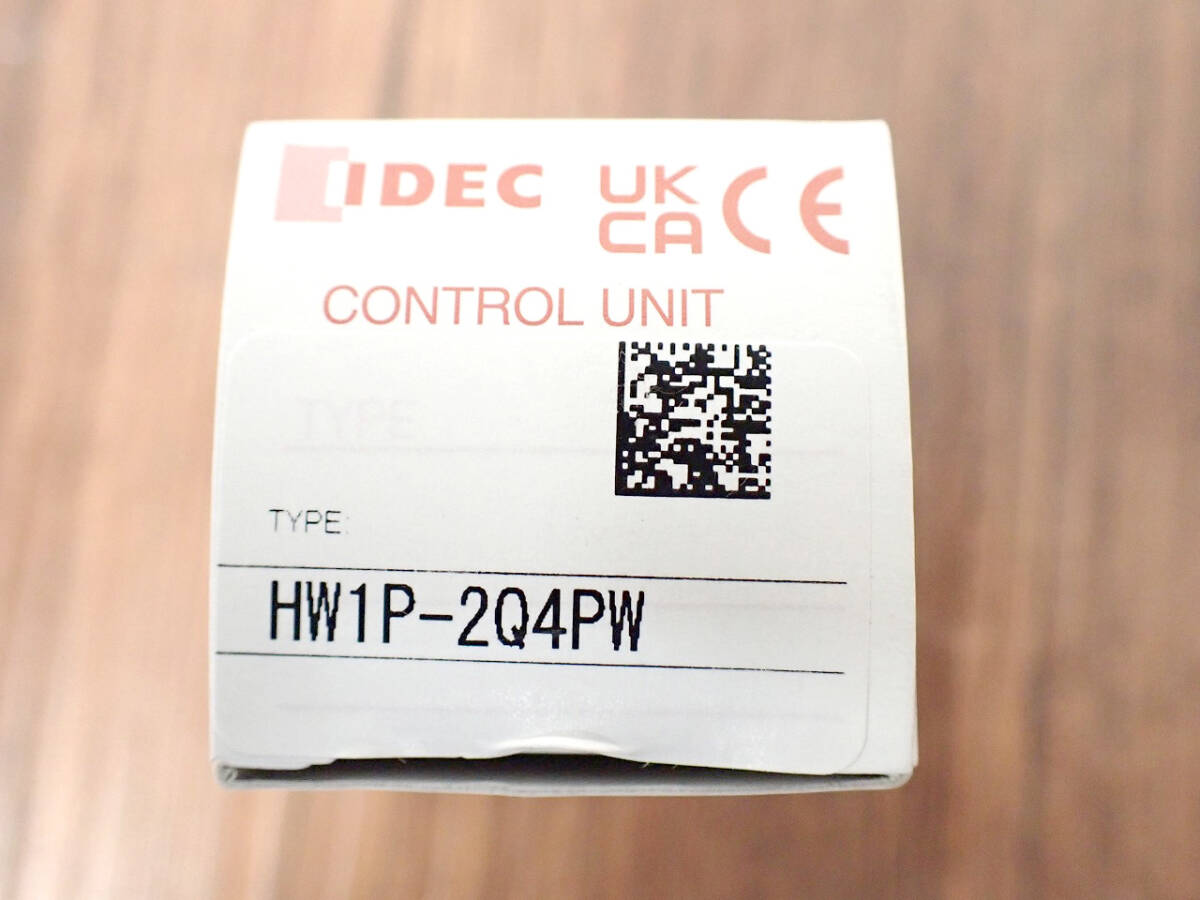 IDEC UK CA CE
CONTROL UNIT
TYPE
TYPE:
HW1P-2Q4PW